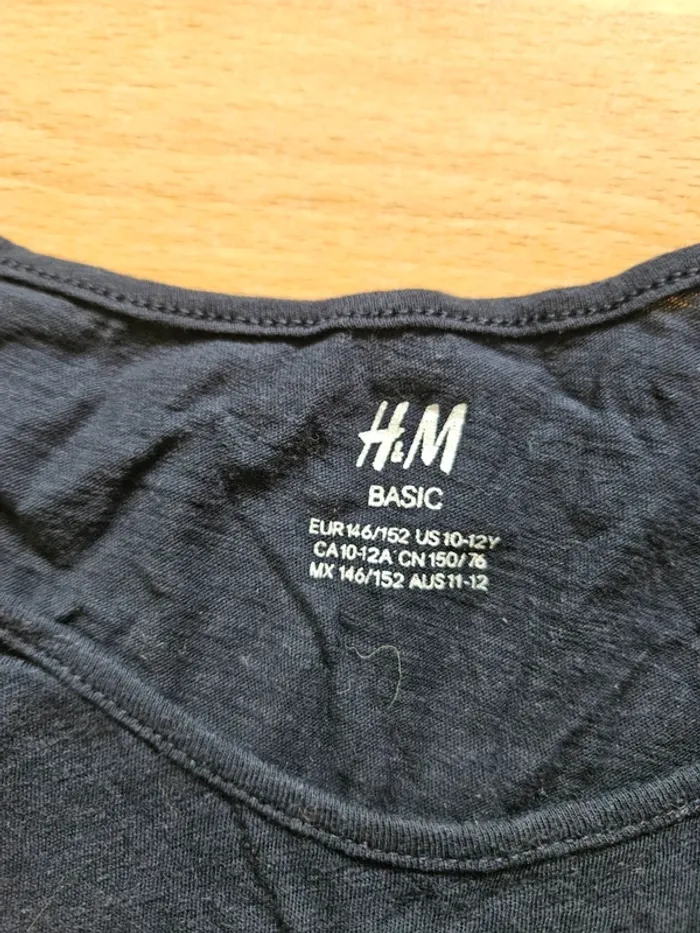 H&M
BASIC
EUR 146/152 US 10-12Y
CA 10-12A CN 150/76
MX 146/152 AUS 11-12